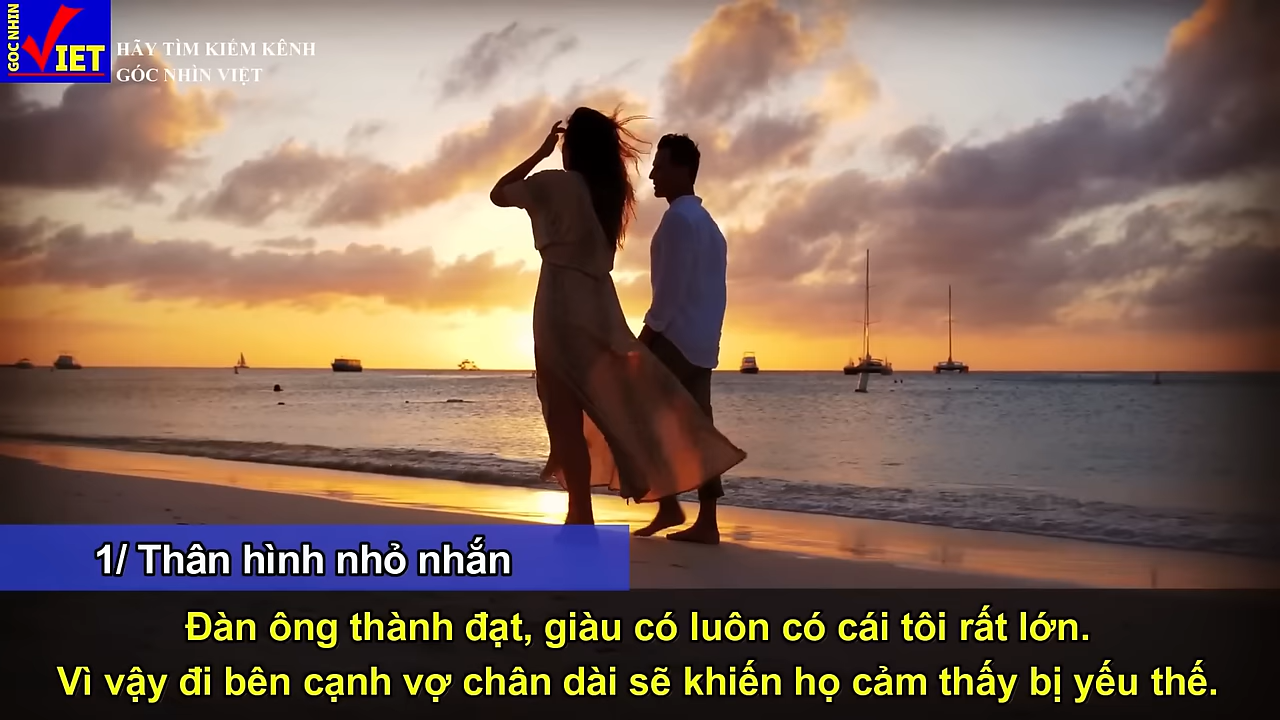 GOC NHIN
VIET
HÃY TÌM KIẾM KÊNH
GÓC NHÌN VIỆT
1/ Thân hình nhỏ nhắn
Đàn ông thành đạt, giàu có luôn có cái tôi rất lớn.
Vì vậy đi bên cạnh vợ chân dài sẽ khiến họ cảm thấy bị yếu thế.